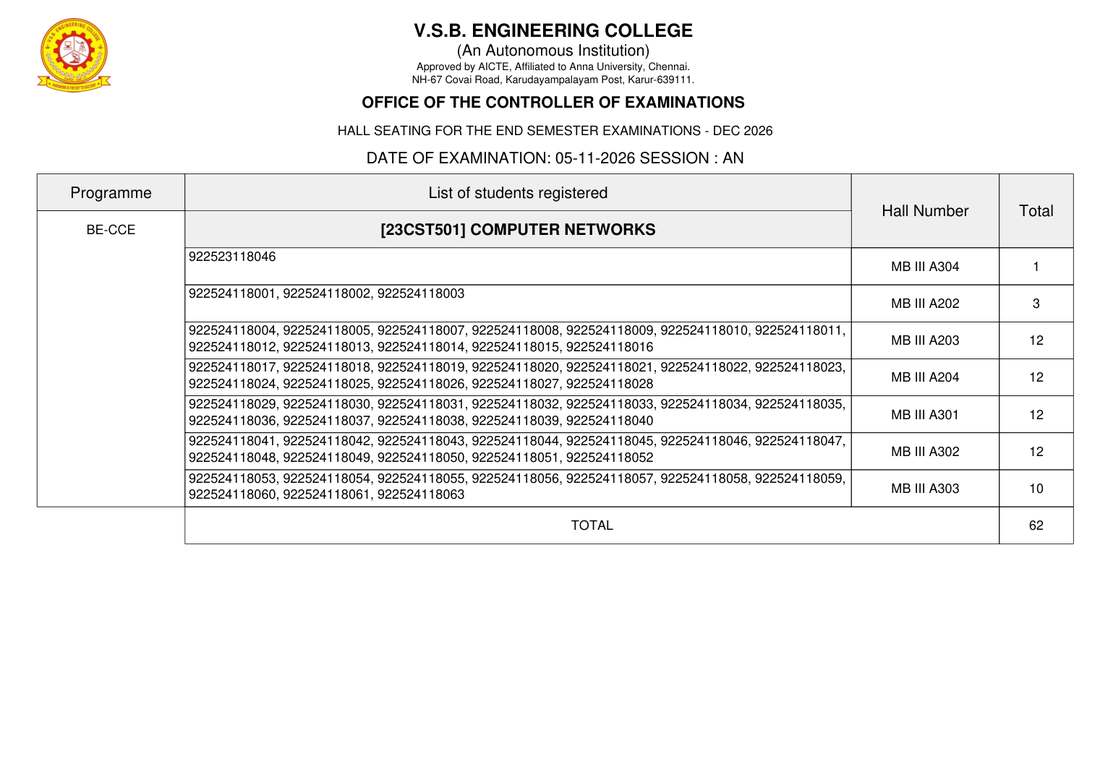 V.S.B. ENGINEERING COLLEGE
(An Autonomous Institution)
Approved by AICTE, Affiliated to Anna University, Chennai.
NH-67 Covai Road, Karudayampalayam Post, Karur-639111.
OFFICE OF THE CONTROLLER OF EXAMINATIONS
HALL SEATING FOR THE END SEMESTER EXAMINATIONS - DEC 2026
DATE OF EXAMINATION: 05-11-2026 SESSION : AN
Programme List of students registered Hall Number Total
BE-CCE [23CST501] COMPUTER NETWORKS
922523118046 MB III A304 1
922524118001, 922524118002, 922524118003 MB III A202 3
922524118004, 922524118005, 922524118007, 922524118008, 922524118009, 922524118010, 922524118011,
922524118012, 922524118013, 922524118014, 922524118015, 922524118016 MB III A203 12
922524118017, 922524118018, 922524118019, 922524118020, 922524118021, 922524118022, 922524118023,
922524118024, 922524118025, 922524118026, 922524118027, 922524118028 MB III A204 12
922524118029, 922524118030, 922524118031, 922524118032, 922524118033, 922524118034, 922524118035,
922524118036, 922524118037, 922524118038, 922524118039, 922524118040 MB III A301 12
922524118041, 922524118042, 922524118043, 922524118044, 922524118045, 922524118046, 922524118047,
922524118048, 922524118049, 922524118050, 922524118051, 922524118052 MB III A302 12
922524118053, 922524118054, 922524118055, 922524118056, 922524118057, 922524118058, 922524118059,
922524118060, 922524118061, 922524118063 MB III A303 10
TOTAL 62